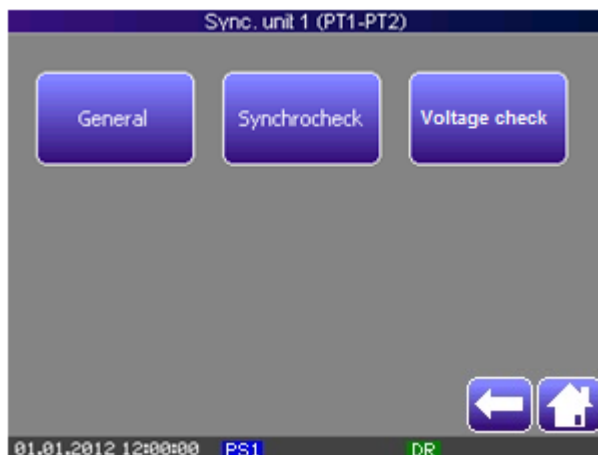 Sync. unit 1 (PT1-PT2)
General Synchrocheck Voltage check
01.01.2012 12:00:00 PS1 DR